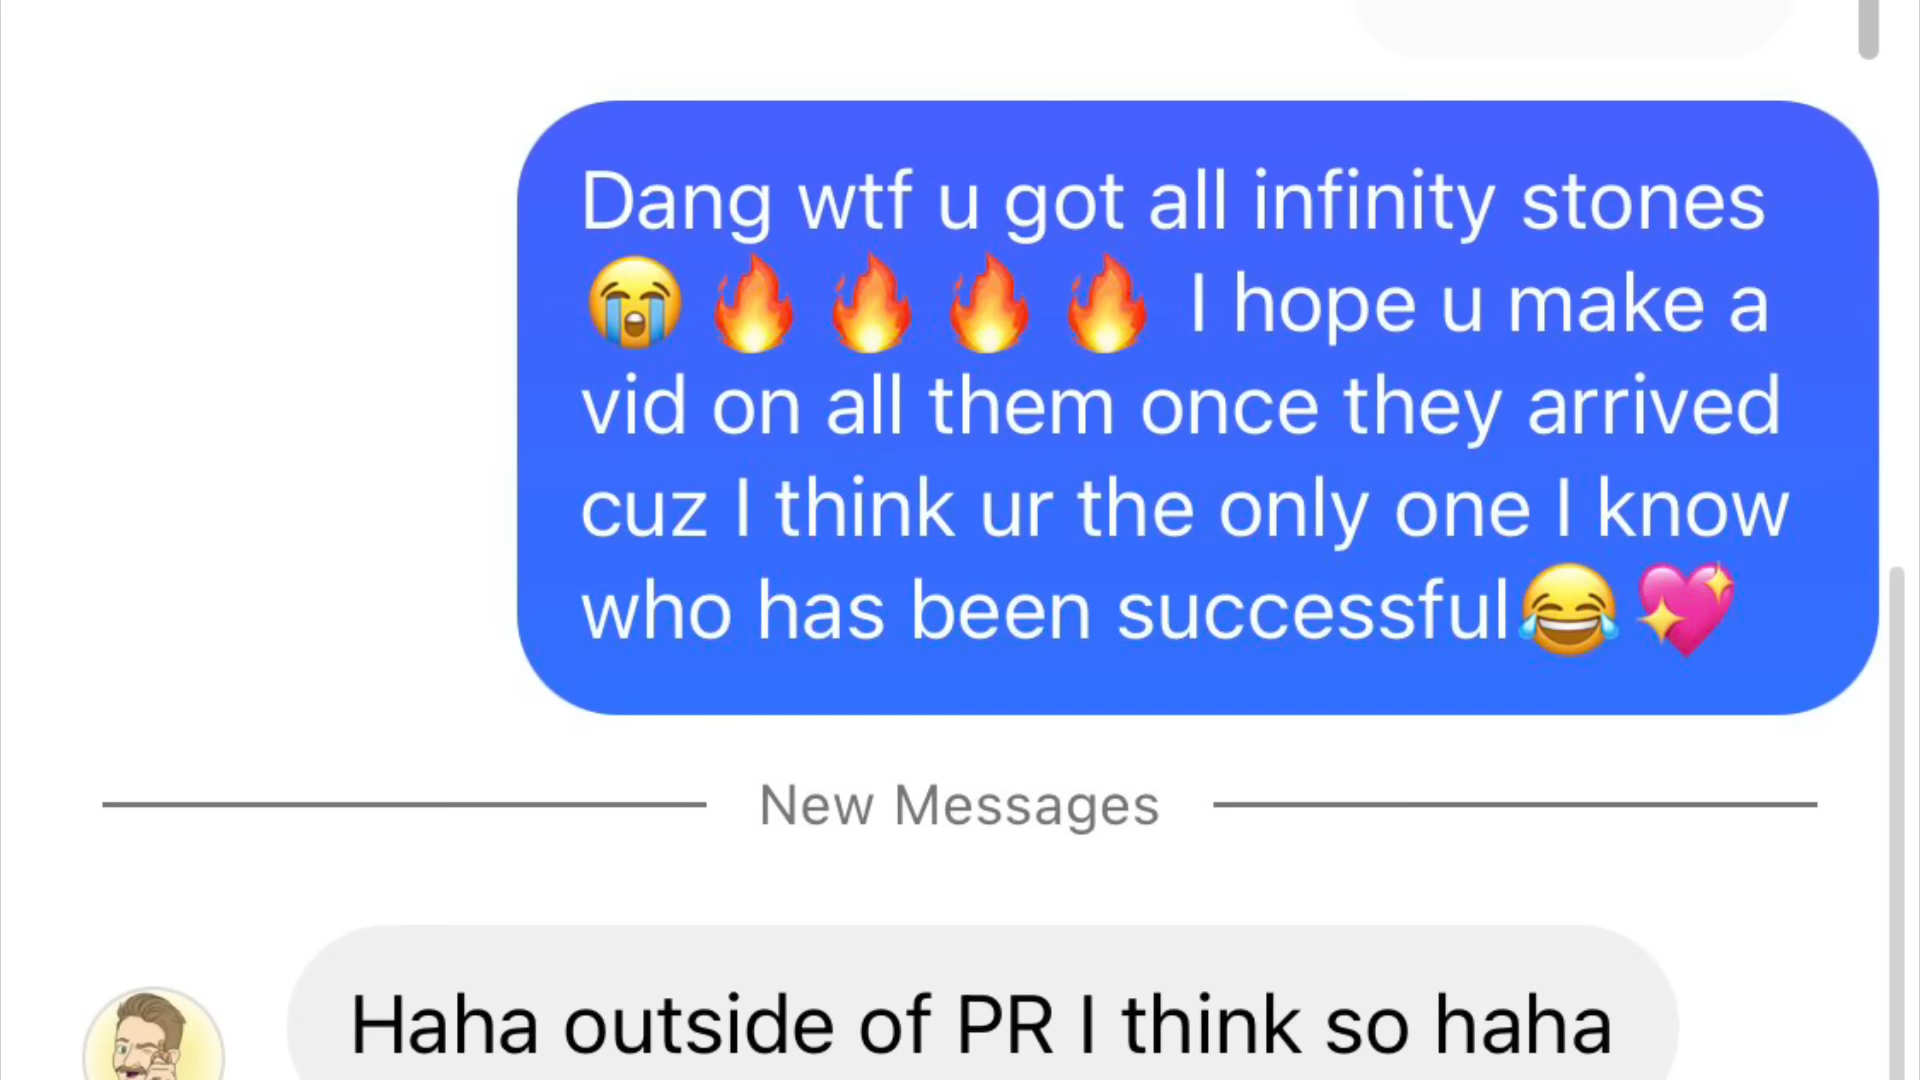 Dang wtf u got all infinity stones
😭🔥🔥🔥🔥 I hope u make a
vid on all them once they arrived
cuz I think ur the only one I know
who has been successful😂💖
New Messages
Haha outside of PR I think so haha